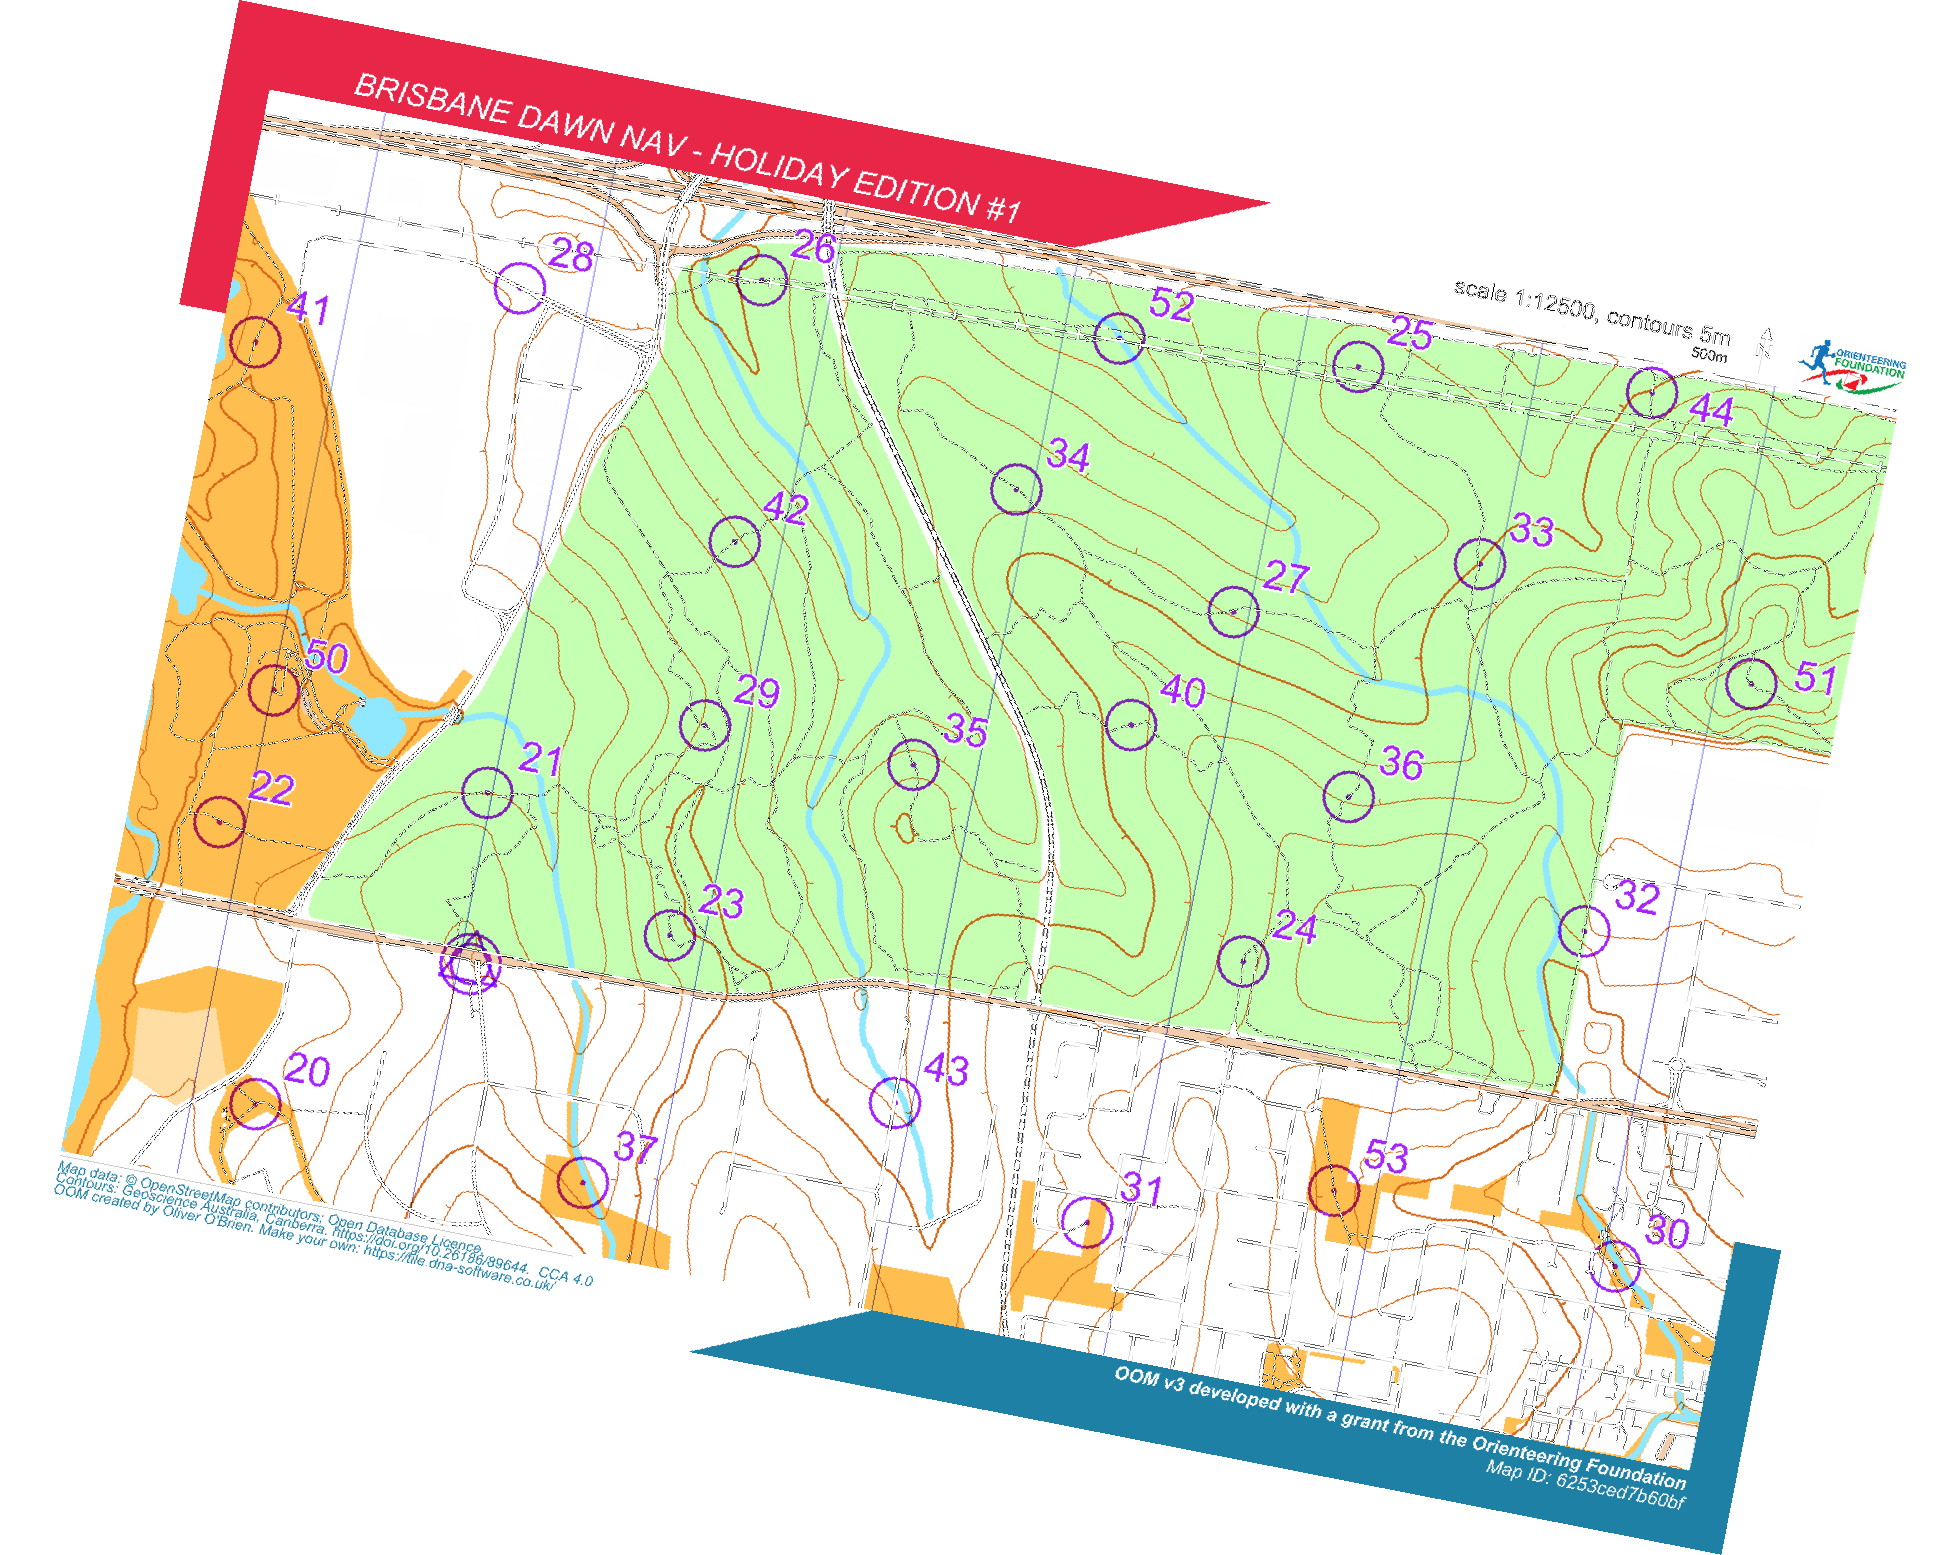 BRISBANE DAWN NAV - HOLIDAY EDITION #1
scale 1:12500, contours 5m
500m
N
ORIENTEERING
FOUNDATION
28
26
41
52
25
44
34
42
33
27
50
29
35
40
51
21
36
22
23
24
32
20
43
37
31
53
30
Map data: © OpenStreetMap contributors, Open Database Licence.
Contours: Geoscience Australia, Canberra. https://doi.org/10.26186/89644. CCA 4.0
OOM created by Oliver O'Brien. Make your own: https://tile.dna-software.co.uk/
OOM v3 developed with a grant from the Orienteering Foundation
Map ID: 6253ced7b60bf